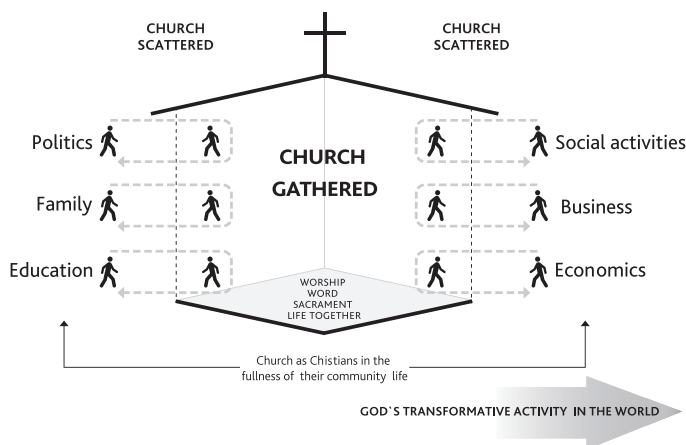 CHURCH
SCATTERED
CHURCH
SCATTERED
CHURCH
GATHERED
Politics
Family
Education
Social activities
Business
Economics
WORSHIP
WORD
SACRAMENT
LIFE TOGETHER
Church as Chistians in the
fullness of their community life
GOD`S TRANSFORMATIVE ACTIVITY IN THE WORLD